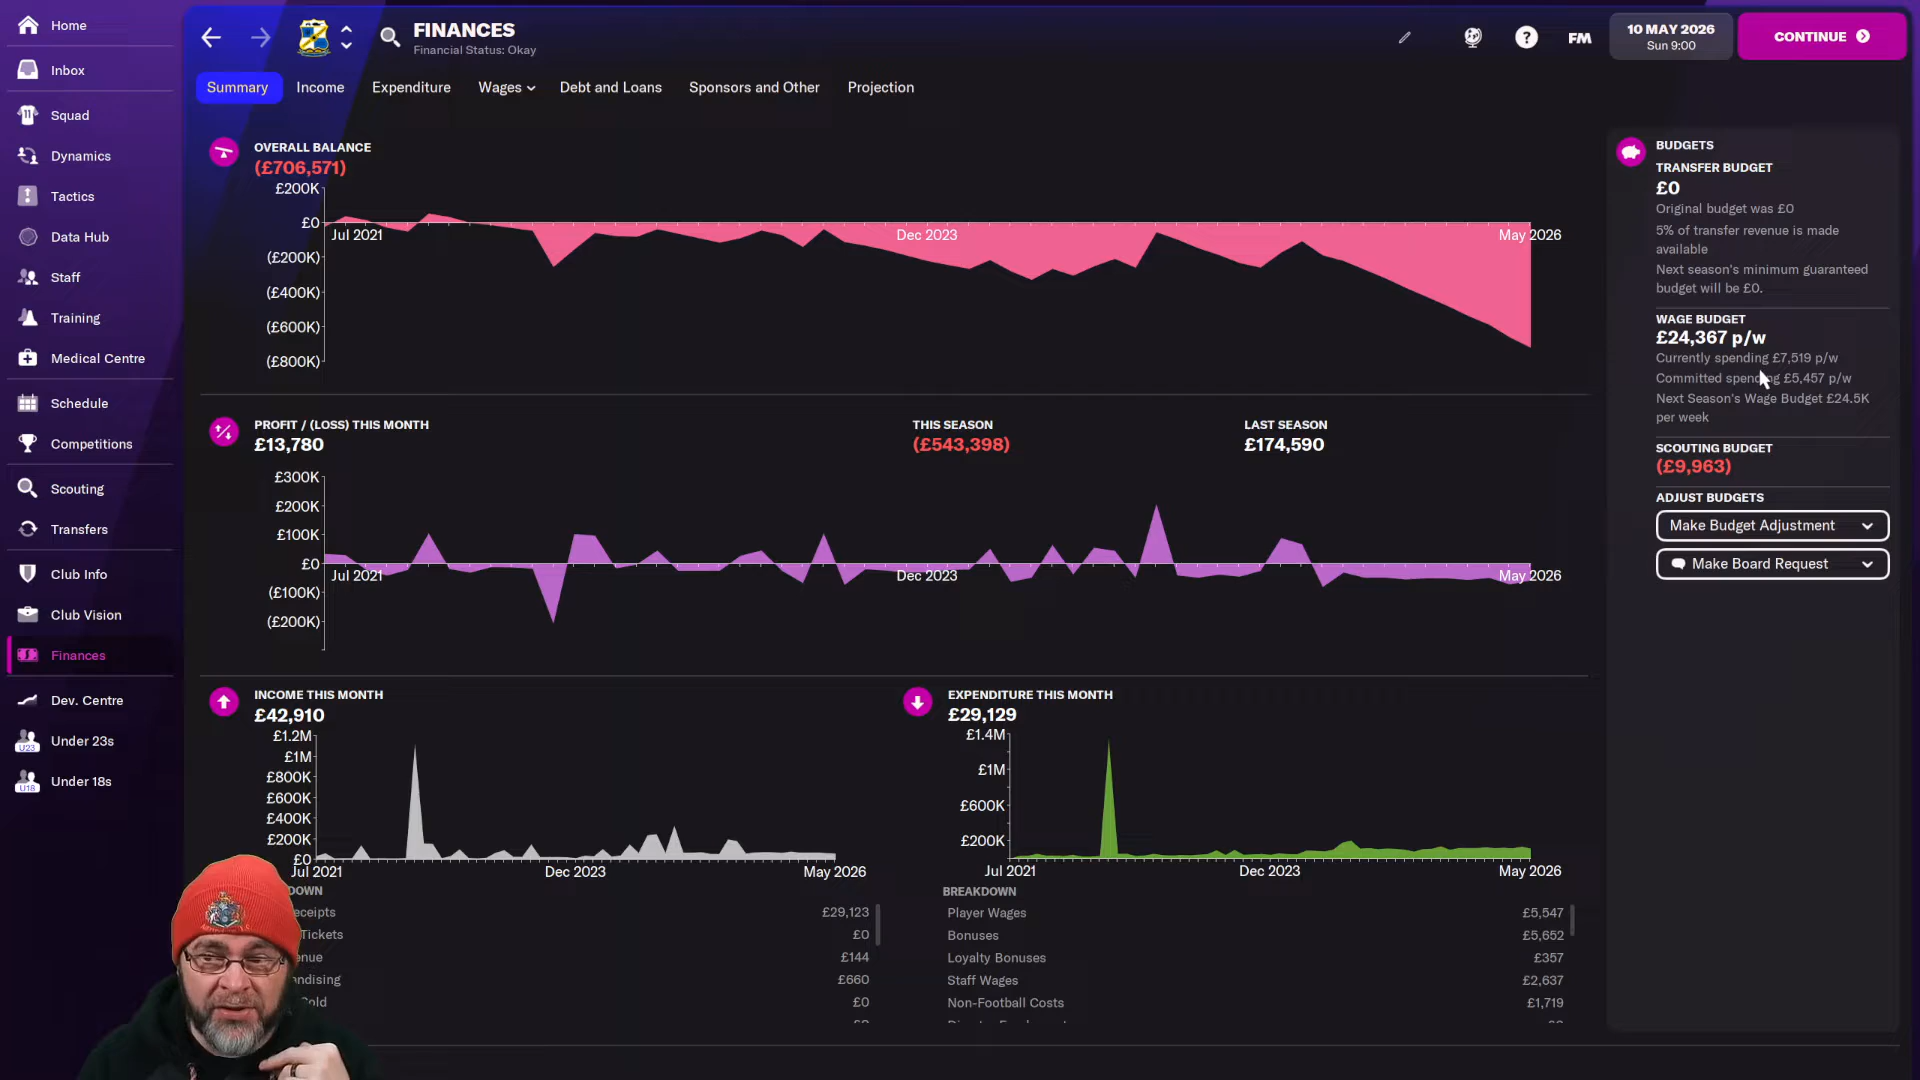 Home
Inbox
Squad
Dynamics
Tactics
Data Hub
Staff
Training
Medical Centre
Schedule
Competitions
Scouting
Transfers
Club Info
Club Vision
Finances
Dev. Centre
Under 23s
U23
Under 18s
U18
FINANCES
Financial Status: Okay
?
FM
10 MAY 2026
Sun 9:00
CONTINUE
Summary
Income
Expenditure
Wages
Debt and Loans
Sponsors and Other
Projection
OVERALL BALANCE
(£706,571)
£200K
£0
(£200K)
(£400K)
(£600K)
(£800K)
Jul 2021
Dec 2023
May 2026
PROFIT / (LOSS) THIS MONTH
£13,780
THIS SEASON
(£543,398)
LAST SEASON
£174,590
£300K
£200K
£100K
£0
(£100K)
(£200K)
Jul 2021
Dec 2023
May 2026
INCOME THIS MONTH
£42,910
£1.2M
£1M
£800K
£600K
£400K
£200K
£0
Jul 2021
Dec 2023
May 2026
DOWN
eceipts £29,123
Tickets £0
enue £144
andising £660
Sold £0
EXPENDITURE THIS MONTH
£29,129
£1.4M
£1M
£600K
£200K
Jul 2021
Dec 2023
May 2026
BREAKDOWN
Player Wages £5,547
Bonuses £5,652
Loyalty Bonuses £357
Staff Wages £2,637
Non-Football Costs £1,719
BUDGETS
TRANSFER BUDGET
£0
Original budget was £0
5% of transfer revenue is made
available
Next season's minimum guaranteed
budget will be £0.
WAGE BUDGET
£24,367 p/w
Currently spending £7,519 p/w
Committed spending £5,457 p/w
Next Season's Wage Budget £24.5K
per week
SCOUTING BUDGET
(£9,963)
ADJUST BUDGETS
Make Budget Adjustment
Make Board Request